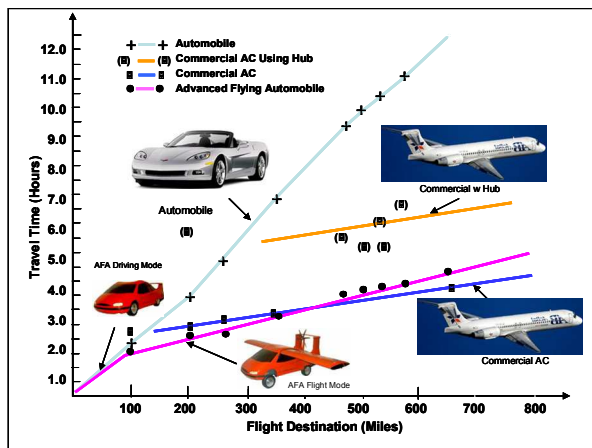 Automobile
Commercial AC Using Hub
Commercial AC
Advanced Flying Automobile
12.0
11.0
10.0
9.0
8.0
7.0
6.0
5.0
4.0
3.0
2.0
1.0
Travel Time (Hours)
Commercial w Hub
Automobile
AFA Driving Mode
AFA Flight Mode
Commercial AC
100 200 300 400 500 600 700 800
Flight Destination (Miles)